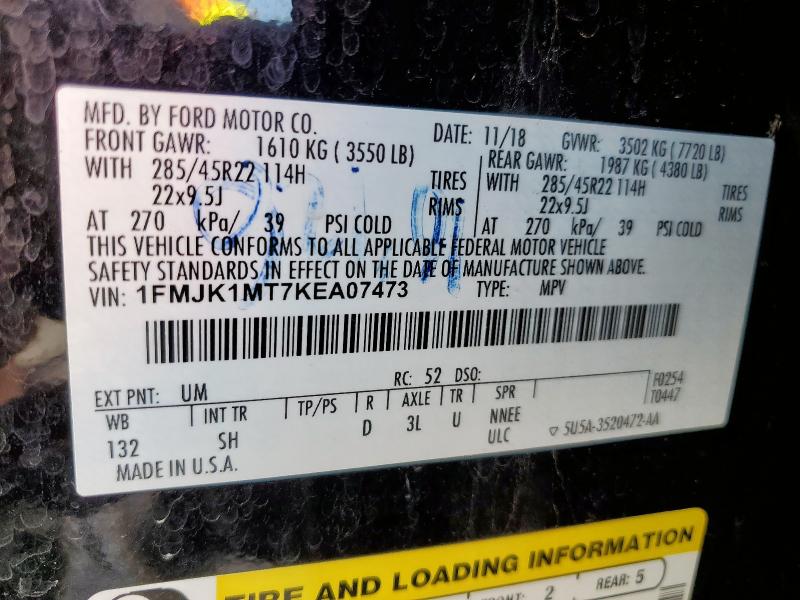 MFD. BY FORD MOTOR CO. DATE: 11/18 GVWR: 3502 KG ( 7720 LB)
FRONT GAWR: 1610 KG ( 3550 LB) REAR GAWR: 1987 KG ( 4380 LB)
WITH 285/45R22 114H TIRES WITH 285/45R22 114H TIRES
22x9.5J RIMS 22x9.5J RIMS
AT 270 kPa/ 39 PSI COLD AT 270 kPa/ 39 PSI COLD
THIS VEHICLE CONFORMS TO ALL APPLICABLE FEDERAL MOTOR VEHICLE
SAFETY STANDARDS IN EFFECT ON THE DATE OF MANUFACTURE SHOWN ABOVE.
VIN: 1FMJK1MT7KEA07473 TYPE: MPV
EXT PNT: UM RC: 52 DSO: F0254
WB INT TR TP/PS R AXLE TR SPR T0447
132 SH D 3L U NNEE
ULC ▽ 5U5A-3520472-AA
MADE IN U.S.A.
TIRE AND LOADING INFORMATION
FRONT: 2 REAR: 5